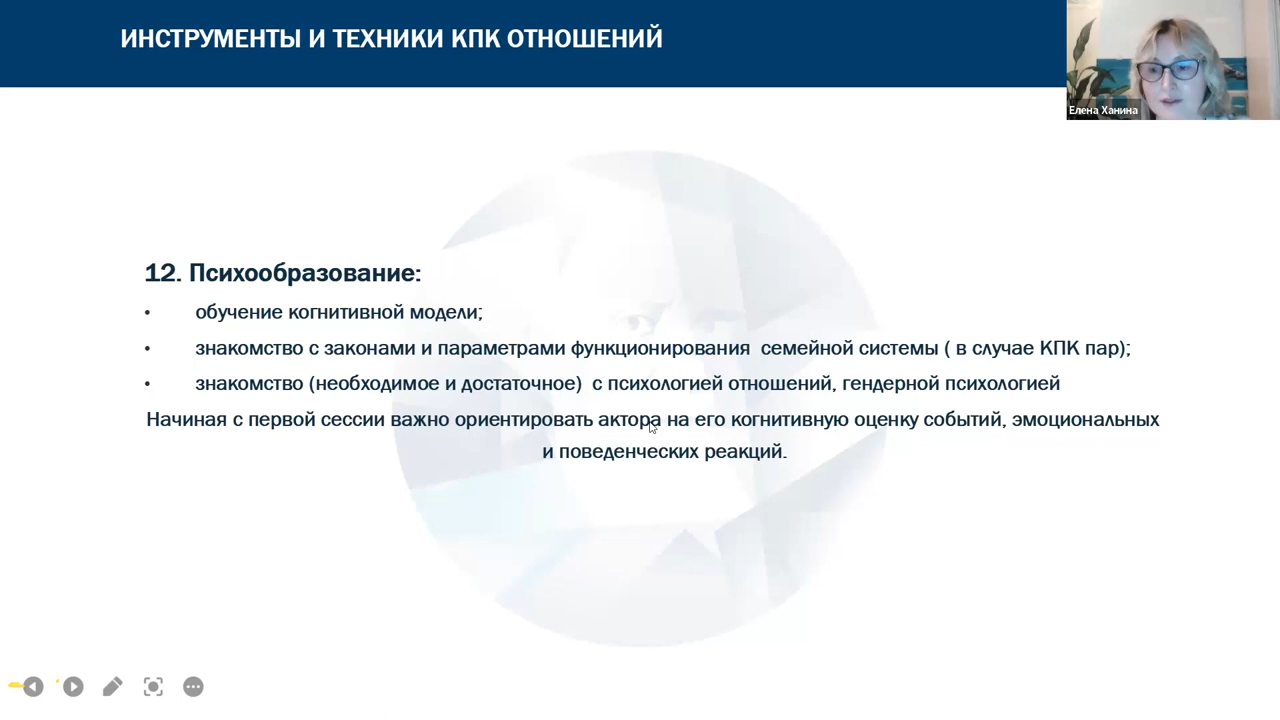 ИНСТРУМЕНТЫ И ТЕХНИКИ КПК ОТНОШЕНИЙ
Елена Ханина
12. Психообразование:
• обучение когнитивной модели;
• знакомство с законами и параметрами функционирования семейной системы ( в случае КПК пар);
• знакомство (необходимое и достаточное) с психологией отношений, гендерной психологией
Начиная с первой сессии важно ориентировать актора на его когнитивную оценку событий, эмоциональных
и поведенческих реакций.